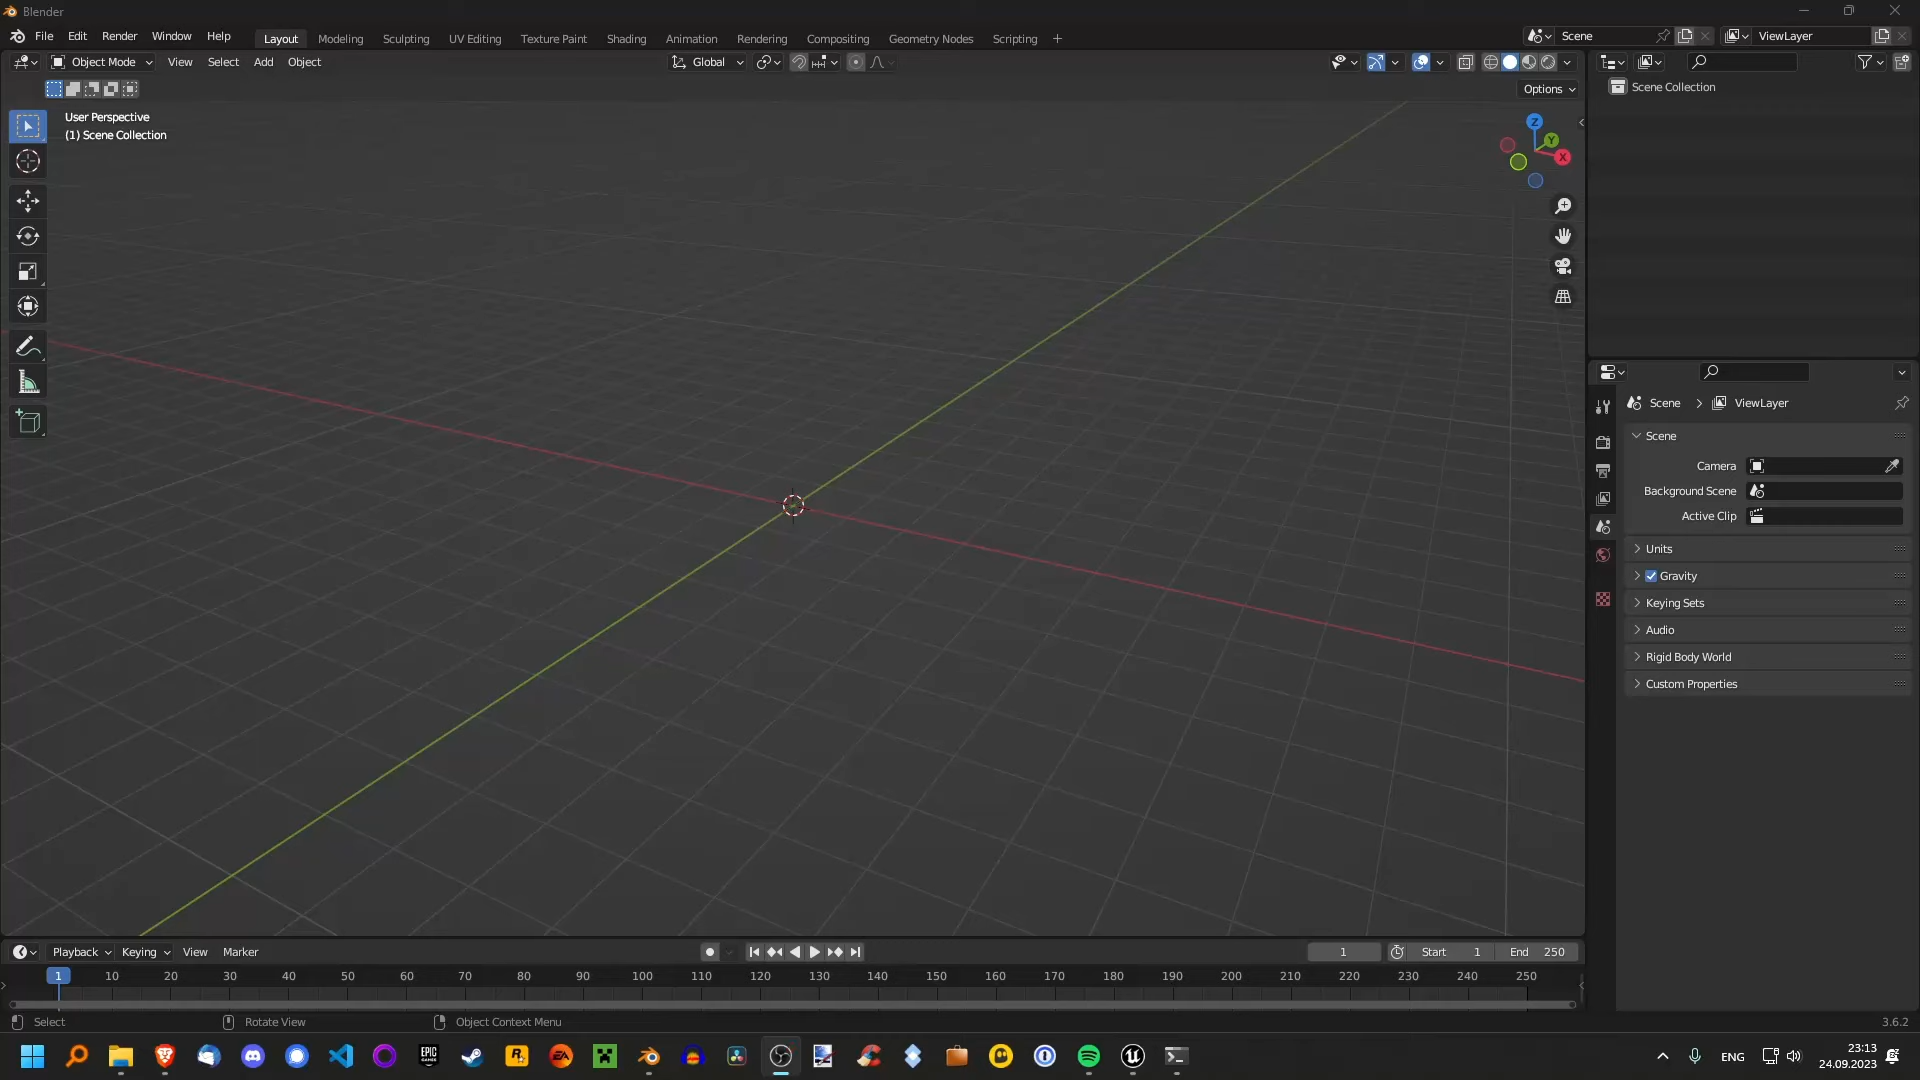 Blender
File Edit Render Window Help Layout Modeling Sculpting UV Editing Texture Paint Shading Animation Rendering Compositing Geometry Nodes Scripting + Scene ViewLayer
Object Mode View Select Add Object Global
Options
Scene Collection
User Perspective
(1) Scene Collection
Z
Y
X
Scene > ViewLayer
Scene
Camera
Background Scene
Active Clip
Units
Gravity
Keying Sets
Audio
Rigid Body World
Custom Properties
Playback Keying View Marker 1 Start 1 End 250
1 10 20 30 40 50 60 70 80 90 100 110 120 130 140 150 160 170 180 190 200 210 220 230 240 250
Select Rotate View Object Context Menu 3.6.2
EPIC GAMES
R
EA
ENG
23:13
24.09.2023